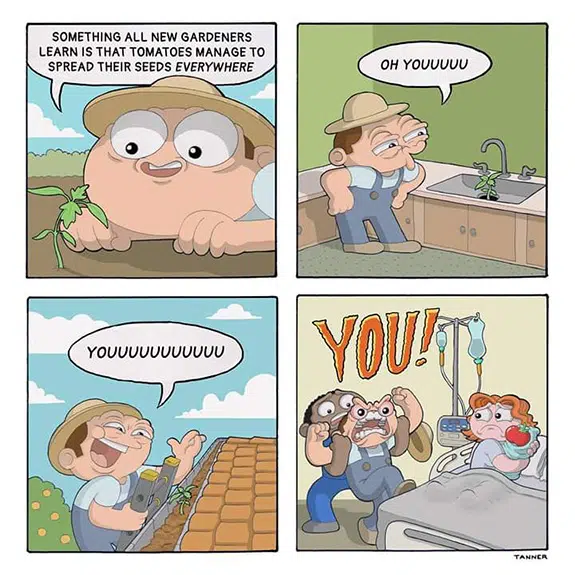 SOMETHING ALL NEW GARDENERS
LEARN IS THAT TOMATOES MANAGE TO
SPREAD THEIR SEEDS EVERYWHERE
OH YOUUUUU
YOUUUUUUUUUUU
YOU!
TANNER